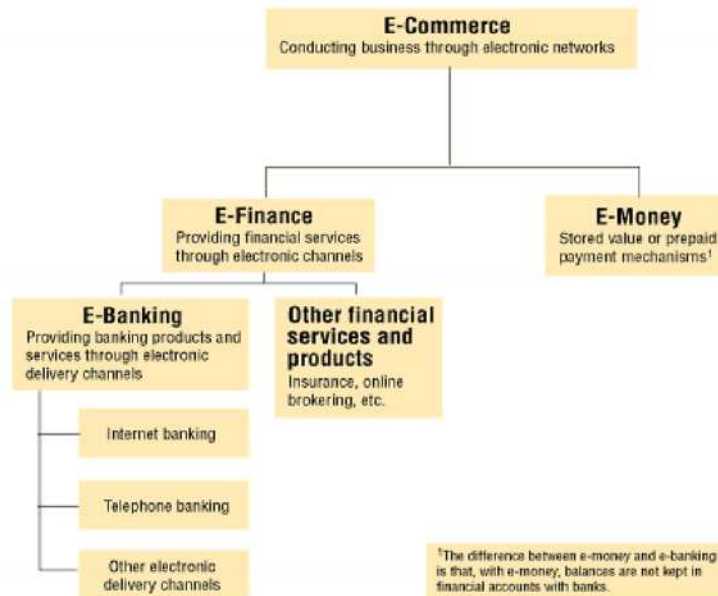 E-Commerce
Conducting business through electronic networks
E-Finance
Providing financial services
through electronic channels
E-Money
Stored value or prepaid
payment mechanisms¹
E-Banking
Providing banking products and
services through electronic
delivery channels
Other financial
services and
products
Insurance, online
brokering, etc.
Internet banking
Telephone banking
Other electronic
delivery channels
¹The difference between e-money and e-banking
is that, with e-money, balances are not kept in
financial accounts with banks.